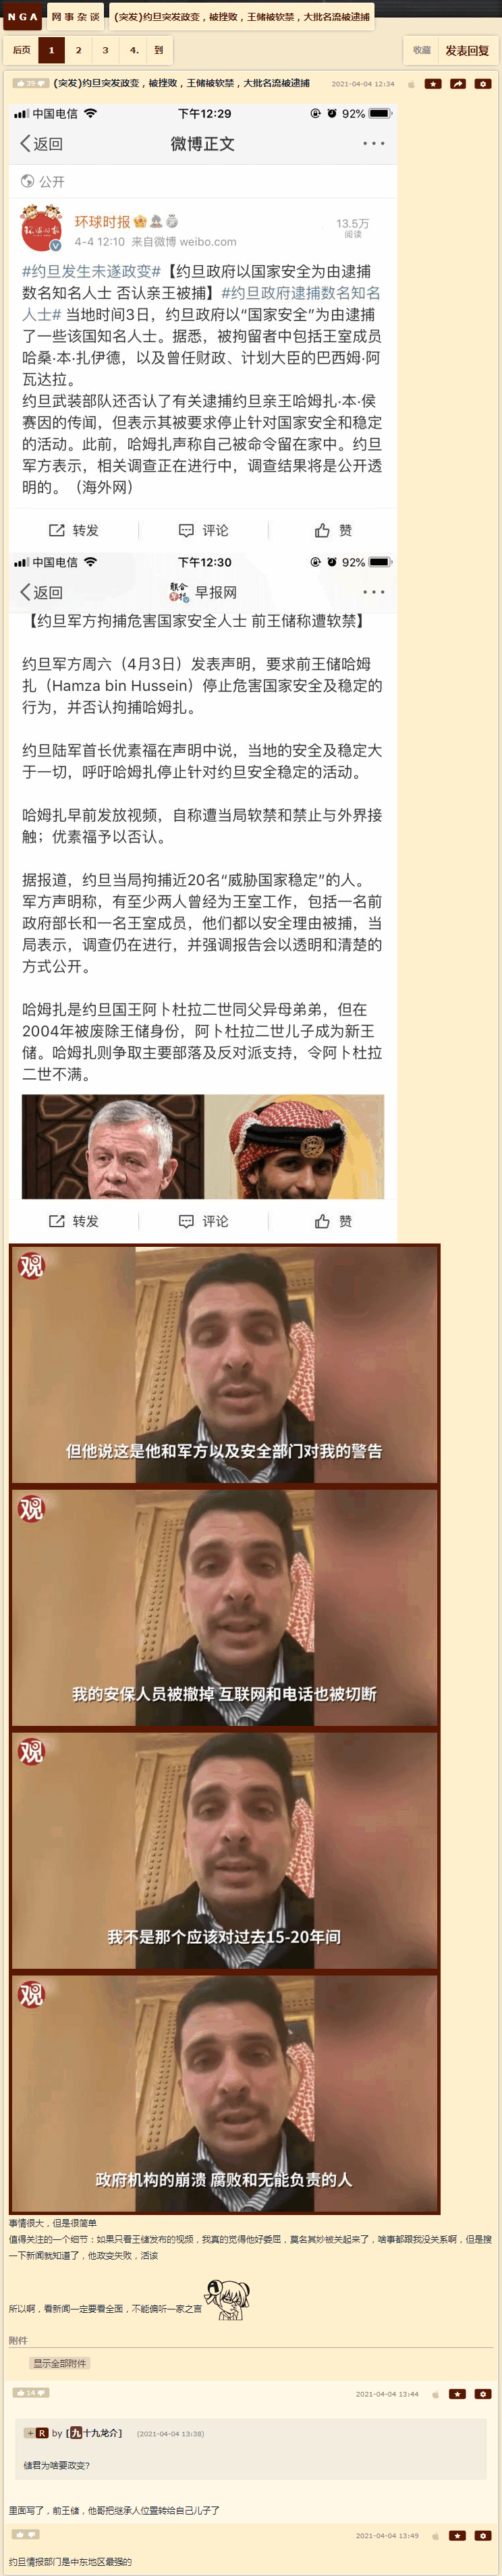 NGA 网事杂谈 (突发)约旦突发政变，被挫败，王储被软禁，大批名流被逮捕
后页 1 2 3 4. 到 收藏 发表回复
39 (突发)约旦突发政变，被挫败，王储被软禁，大批名流被逮捕 2021-04-04 12:34
中国电信 下午12:29 92%
返回 微博正文
公开
环球时报 13.5万
4-4 12:10 来自微博 weibo.com 阅读
#约旦发生未遂政变#【约旦政府以国家安全为由逮捕
数名知名人士 否认亲王被捕】#约旦政府逮捕数名知名
人士# 当地时间3日，约旦政府以“国家安全”为由逮捕
了一些该国知名人士。据悉，被拘留者中包括王室成员
哈桑·本·扎伊德，以及曾任财政、计划大臣的巴西姆·阿
瓦达拉。
约旦武装部队还否认了有关逮捕约旦亲王哈姆扎·本·侯
赛因的传闻，但表示其被要求停止针对国家安全和稳定
的活动。此前，哈姆扎声称自己被命令留在家中。约旦
军方表示，相关调查正在进行中，调查结果将是公开透
明的。（海外网）
转发 评论 赞
中国电信 下午12:30 92%
返回 联合早报 早报网
【约旦军方拘捕危害国家安全人士 前王储称遭软禁】
约旦军方周六（4月3日）发表声明，要求前王储哈姆
扎（Hamza bin Hussein）停止危害国家安全及稳定的
行为，并否认拘捕哈姆扎。
约旦陆军首长优素福在声明中说，当地的安全及稳定大
于一切，呼吁哈姆扎停止针对约旦安全稳定的活动。
哈姆扎早前发放视频，自称遭当局软禁和禁止与外界接
触；优素福予以否认。
据报道，约旦当局拘捕近20名“威胁国家稳定”的人。
军方声明称，有至少两人曾经为王室工作，包括一名前
政府部长和一名王室成员，他们都以安全理由被捕，当
局表示，调查仍在进行，并强调报告会以透明和清楚的
方式公开。
哈姆扎是约旦国王阿卜杜拉二世同父异母弟弟，但在
2004年被废除王储身份，阿卜杜拉二世儿子成为新王
储。哈姆扎则争取主要部落及反对派支持，令阿卜杜拉
二世不满。
转发 评论 赞
观
但他说这是他和军方以及安全部门对我的警告
观
我的安保人员被撤掉 互联网和电话也被切断
观
我不是那个应该对过去15-20年间
观
政府机构的崩溃 腐败和无能负责的人
事情很大，但是很简单
值得关注的一个细节：如果只看王储发布的视频，我真的觉得他好委屈，莫名其妙被关起来了，啥事都跟我没关系啊，但是搜
一下新闻就知道了，他政变失败，活该
所以啊，看新闻一定要看全面，不能偏听一家之言
附件
显示全部附件
14 2021-04-04 13:44
+ R by [九十九龙介] (2021-04-04 13:38)
储君为啥要政变?
里面写了，前王储，他哥把继承人位置转给自己儿子了
2021-04-04 13:49
约旦情报部门是中东地区最强的